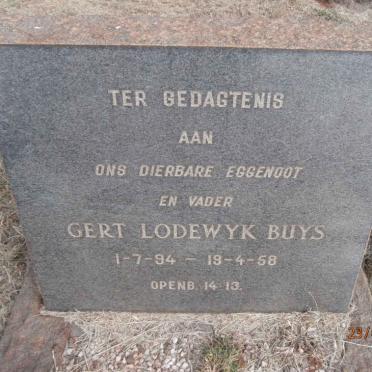 TER GEDAGTENIS
AAN
ONS DIERBARE EGGENOOT
EN VADER
GERT LODEWYK BUYS
1-7-94 – 19-4-58
OPENB. 14-13.
23/